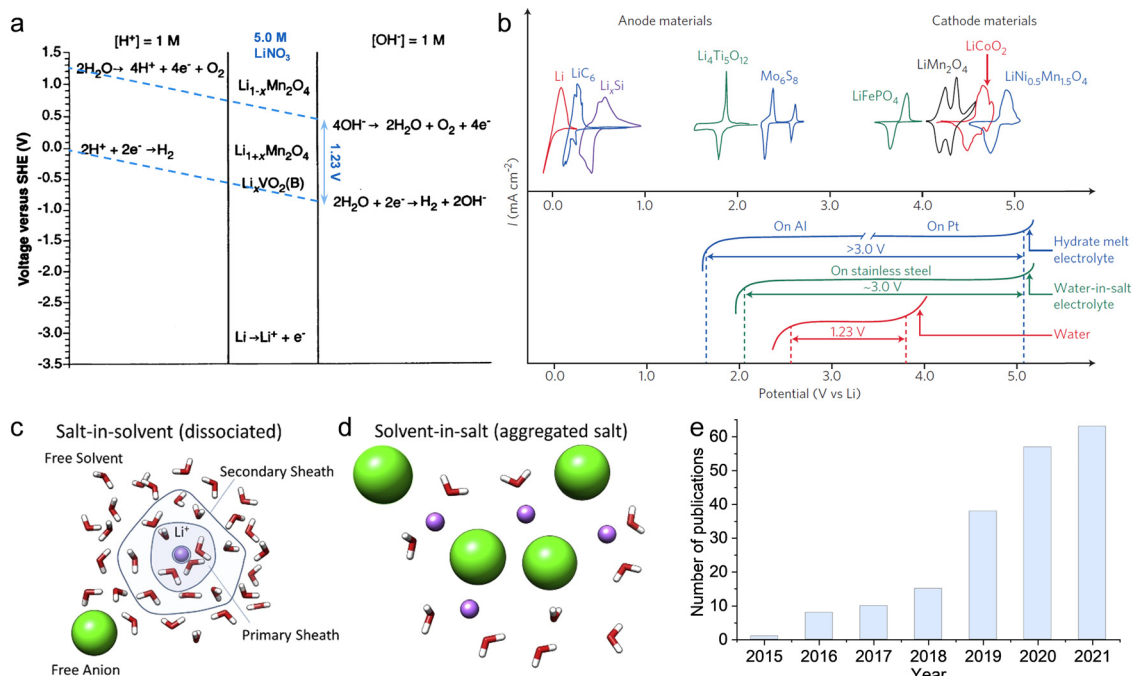 a
[H⁺] = 1 M
5.0 M
LiNO₃
[OH⁻] = 1 M
Voltage versus SHE (V)
1.5
1.0
0.5
0.0
-0.5
-1.0
-1.5
-2.0
-2.5
-3.0
-3.5
2H₂O→ 4H⁺ + 4e⁻ + O₂
Li₁₋ₓMn₂O₄
4OH⁻→ 2H₂O + O₂ + 4e⁻
2H⁺ + 2e⁻ →H₂
Li₁₊ₓMn₂O₄
1.23 V
LiₓVO₂(B)
2H₂O + 2e⁻→ H₂ + 2OH⁻
Li→Li⁺ + e⁻
b
Anode materials
Cathode materials
I (mA cm⁻²)
Li
LiC₆
LiₓSi
Li₄Ti₅O₁₂
Mo₆S₈
LiFePO₄
LiMn₂O₄
LiCoO₂
LiNi₀.₅Mn₁.₅O₄
0.0 1.0 2.0 3.0 4.0 5.0
On Al
On Pt
>3.0 V
Hydrate melt
electrolyte
On stainless steel
~3.0 V
Water-in-salt
electrolyte
1.23 V
Water
0.0 1.0 2.0 3.0 4.0 5.0
Potential (V vs Li)
c
Salt-in-solvent (dissociated)
Free Solvent
Secondary Sheath
Li⁺
Primary Sheath
Free Anion
d
Solvent-in-salt (aggregated salt)
e
Number of publications
60
50
40
30
20
10
0
2015 2016 2017 2018 2019 2020 2021
Year